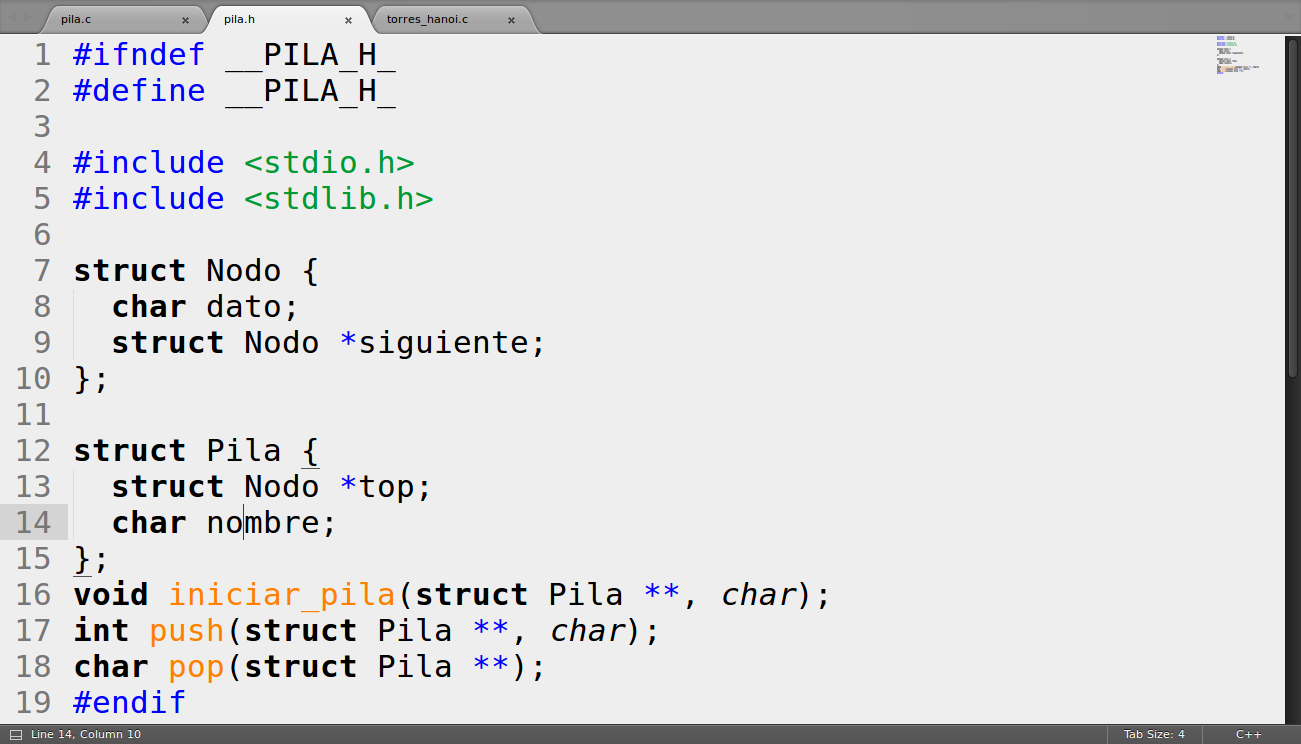 pila.c × pila.h × torres_hanoi.c ×
1 #ifndef __PILA_H_
2 #define __PILA_H_
3
4 #include <stdio.h>
5 #include <stdlib.h>
6
7 struct Nodo {
8 char dato;
9 struct Nodo *siguiente;
10 };
11
12 struct Pila {
13 struct Nodo *top;
14 char nombre;
15 };
16 void iniciar_pila(struct Pila **, char);
17 int push(struct Pila **, char);
18 char pop(struct Pila **);
19 #endif
Line 14, Column 10 Tab Size: 4 C++